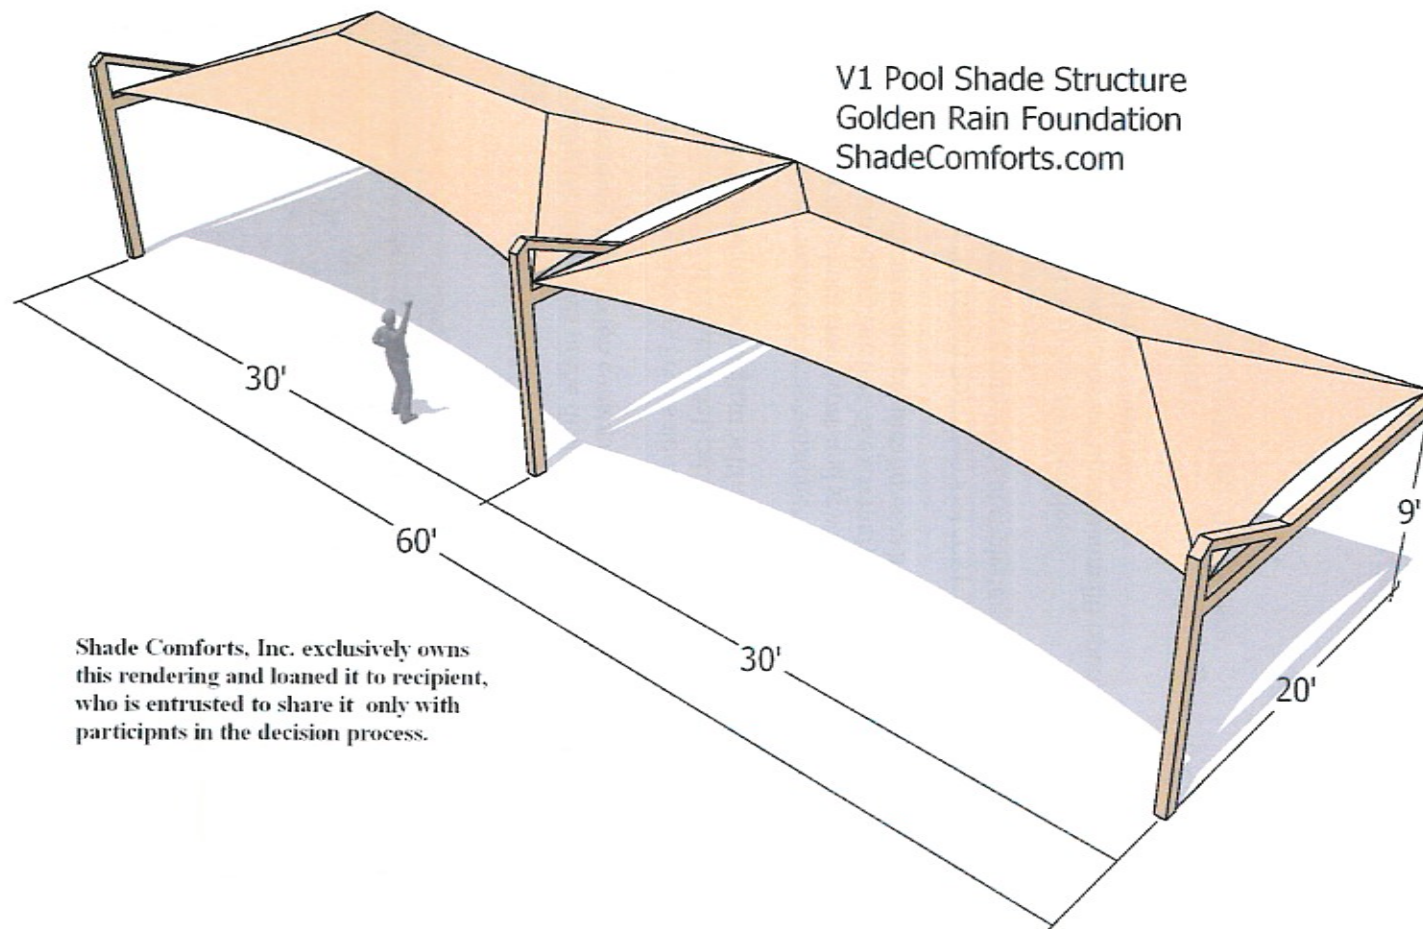 V1 Pool Shade Structure
Golden Rain Foundation
ShadeComforts.com
30'
60'
30'
9'
20'
Shade Comforts, Inc. exclusively owns
this rendering and loaned it to recipient,
who is entrusted to share it only with
particpnts in the decision process.